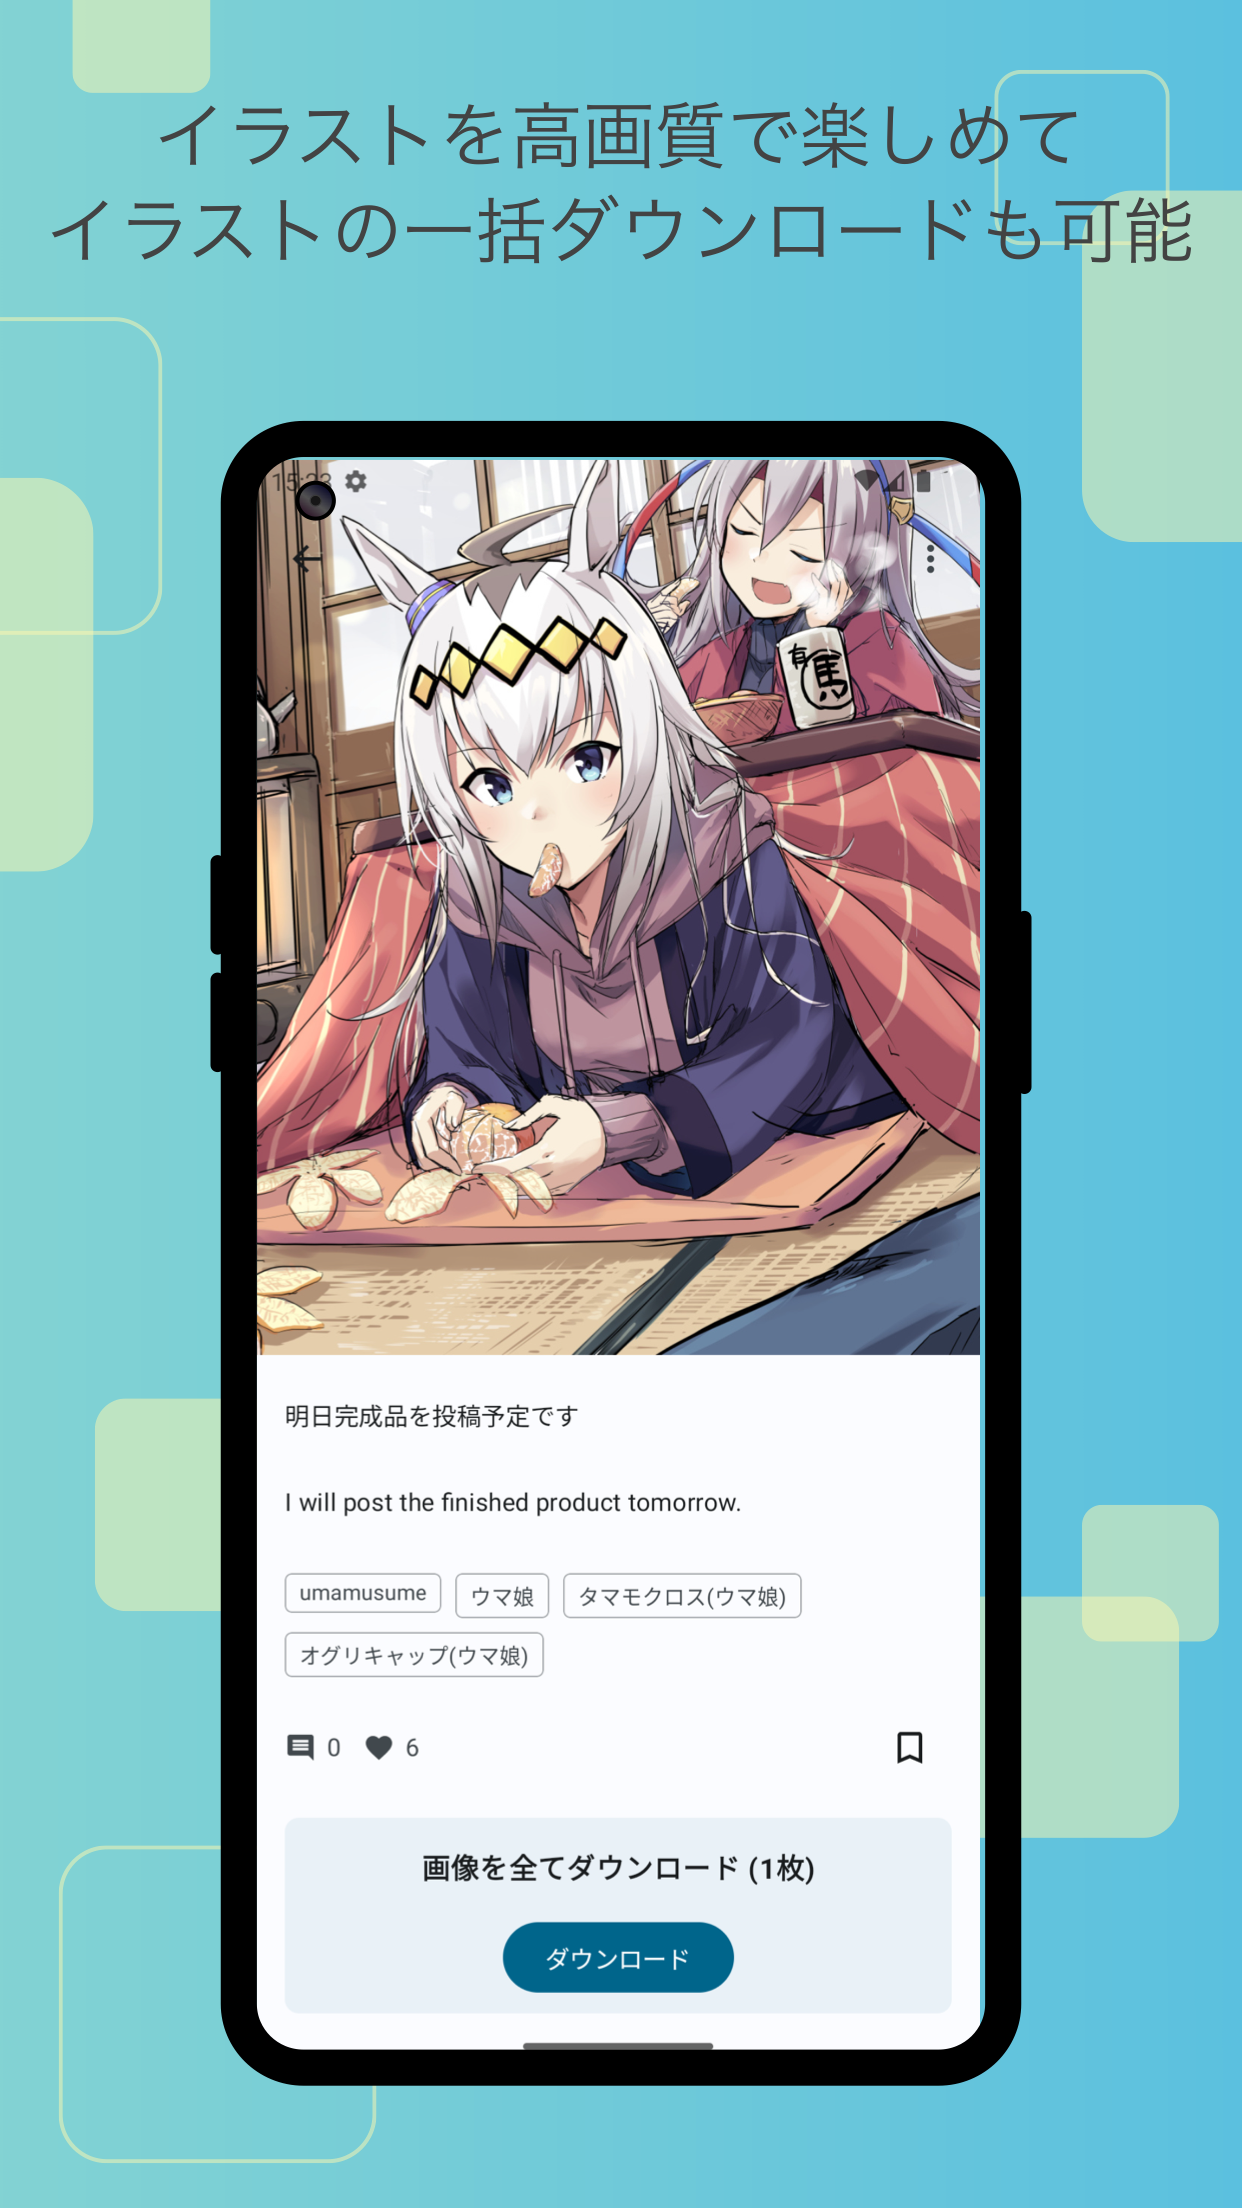 イラストを高画質で楽しめて
イラストの一括ダウンロードも可能
15:23
有馬
明日完成品を投稿予定です
I will post the finished product tomorrow.
umamusume ウマ娘 タマモクロス(ウマ娘)
オグリキャップ(ウマ娘)
0 6
画像を全てダウンロード (1枚)
ダウンロード